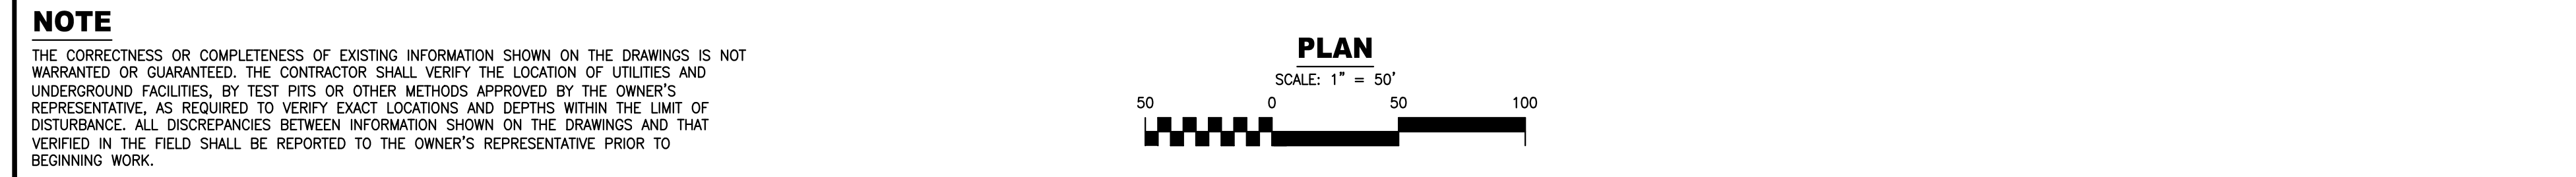 NOTE
THE CORRECTNESS OR COMPLETENESS OF EXISTING INFORMATION SHOWN ON THE DRAWINGS IS NOT
WARRANTED OR GUARANTEED. THE CONTRACTOR SHALL VERIFY THE LOCATION OF UTILITIES AND
UNDERGROUND FACILITIES, BY TEST PITS OR OTHER METHODS APPROVED BY THE OWNER'S
REPRESENTATIVE, AS REQUIRED TO VERIFY EXACT LOCATIONS AND DEPTHS WITHIN THE LIMIT OF
DISTURBANCE. ALL DISCREPANCIES BETWEEN INFORMATION SHOWN ON THE DRAWINGS AND THAT
VERIFIED IN THE FIELD SHALL BE REPORTED TO THE OWNER'S REPRESENTATIVE PRIOR TO
BEGINNING WORK.
PLAN
SCALE: 1" = 50'
50 0 50 100